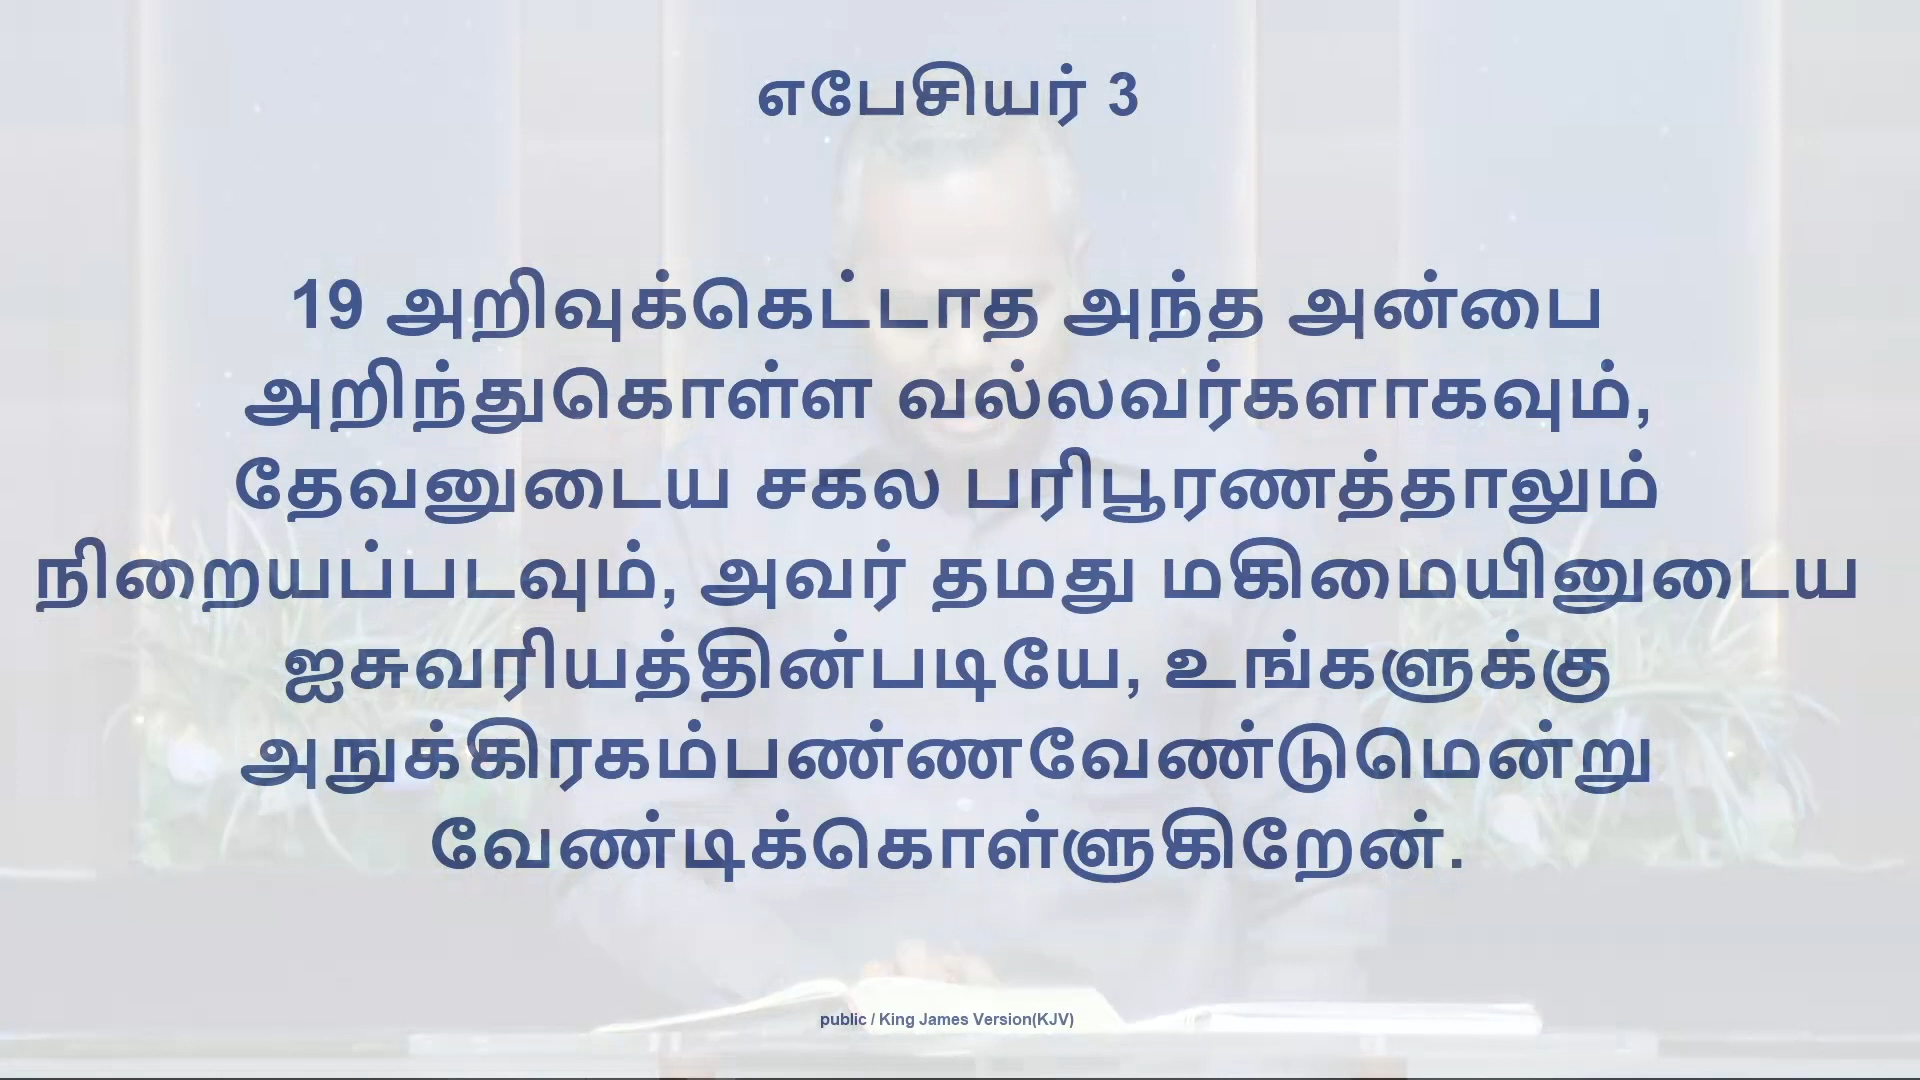 எபேசியர் 3
19 அறிவுக்கெட்டாத அந்த அன்பை
அறிந்துகொள்ள வல்லவர்களாகவும்,
தேவனுடைய சகல பரிபூரணத்தாலும்
நிறையப்படவும், அவர் தமது மகிமையினுடைய
ஐசுவரியத்தின்படியே, உங்களுக்கு
அநுக்கிரகம்பண்ணவேண்டுமென்று
வேண்டிக்கொள்ளுகிறேன்.
public / King James Version(KJV)